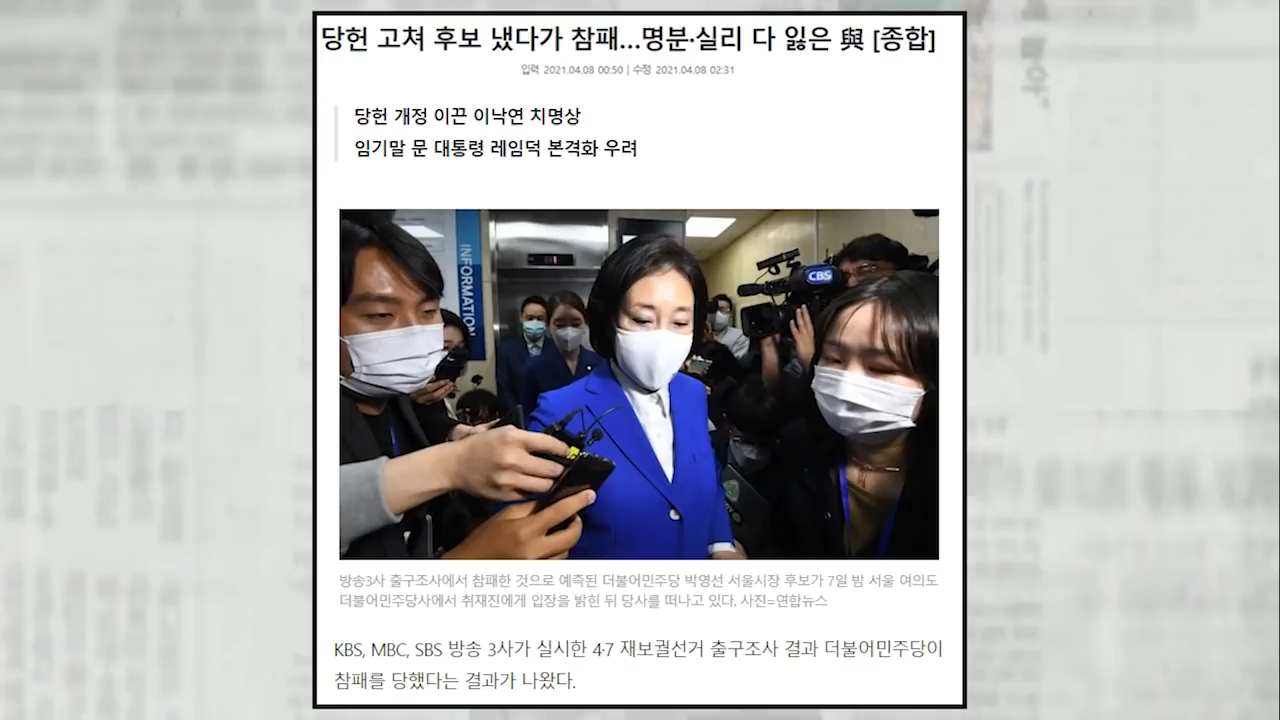 당헌 고쳐 후보 냈다가 참패…명분·실리 다 잃은 與 [종합]
입력 2021.04.08 00:50 | 수정 2021.04.08 02:31
당헌 개정 이끈 이낙연 치명상
임기말 문 대통령 레임덕 본격화 우려
INFORMATION
CBS
방송3사 출구조사에서 참패한 것으로 예측된 더불어민주당 박영선 서울시장 후보가 7일 밤 서울 여의도
더불어민주당사에서 취재진에게 입장을 밝힌 뒤 당사를 떠나고 있다. 사진=연합뉴스
KBS, MBC, SBS 방송 3사가 실시한 4·7 재보궐선거 출구조사 결과 더불어민주당이
참패를 당했다는 결과가 나왔다.